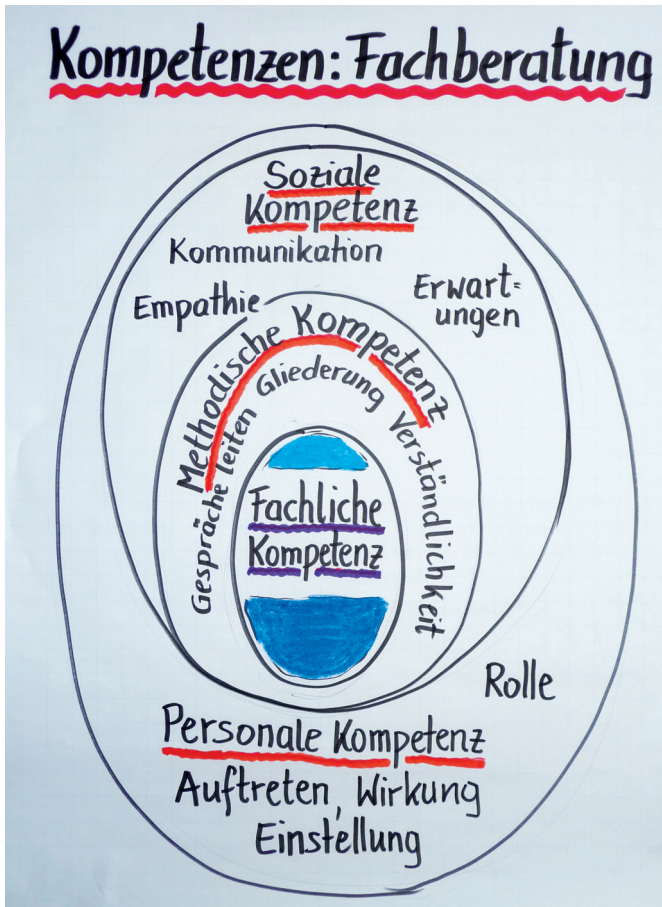 Kompetenzen: Fachberatung
Soziale
Kompetenz
Kommunikation
Empathie
Erwart=
ungen
Methodische Kompetenz
Gespräche leiten Gliederung Verständlichkeit
Fachliche
Kompetenz
Rolle
Personale Kompetenz
Auftreten, Wirkung
Einstellung